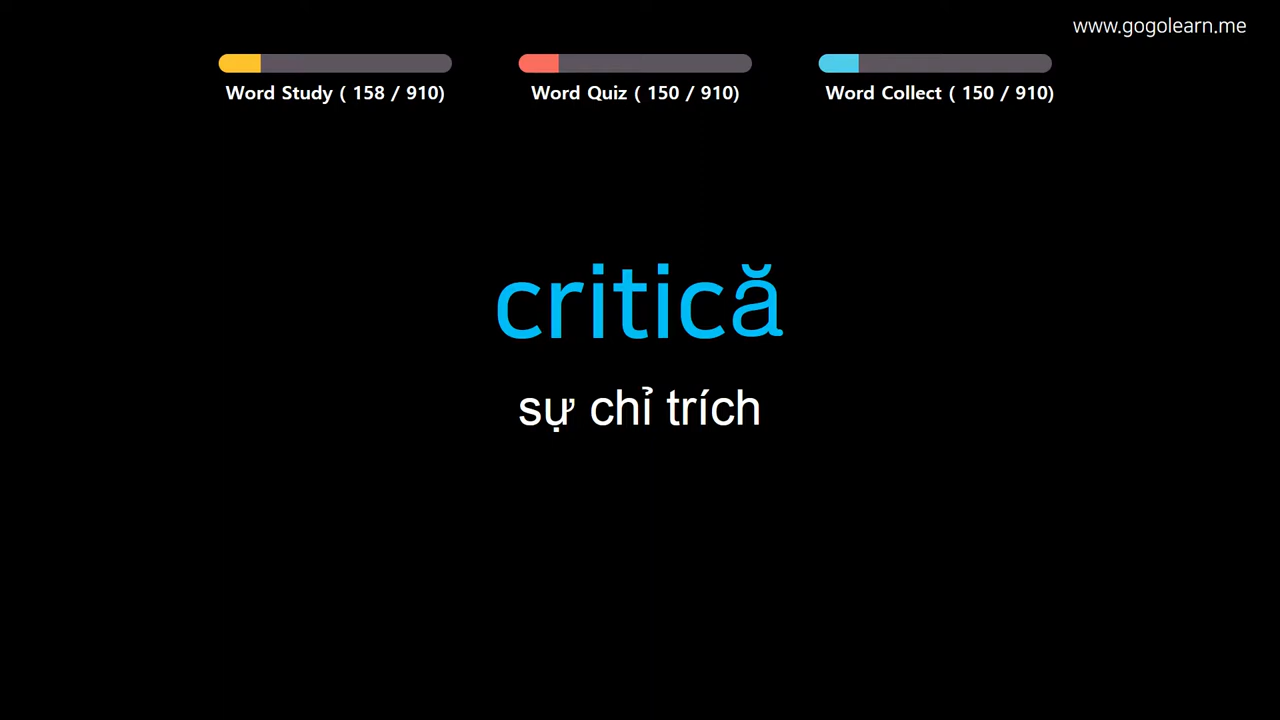 www.gogolearn.me
Word Study ( 158 / 910)
Word Quiz ( 150 / 910)
Word Collect ( 150 / 910)
critică
sự chỉ trích